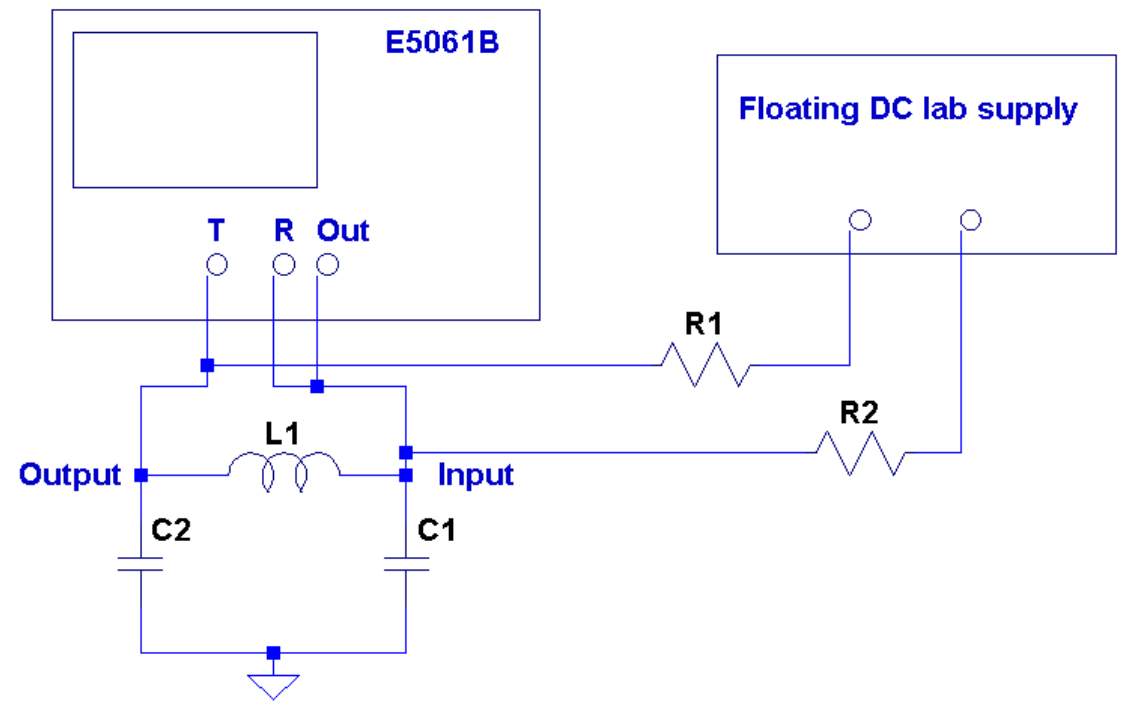 E5061B
Floating DC lab supply
T R Out
R1
R2
L1
Output
Input
C2
C1